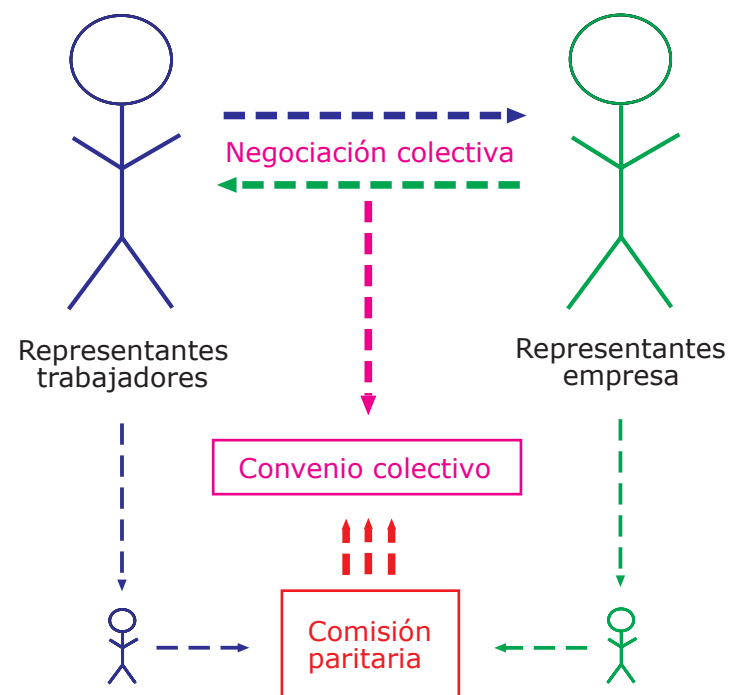 Negociación colectiva
Representantes
trabajadores
Representantes
empresa
Convenio colectivo
Comisión
paritaria